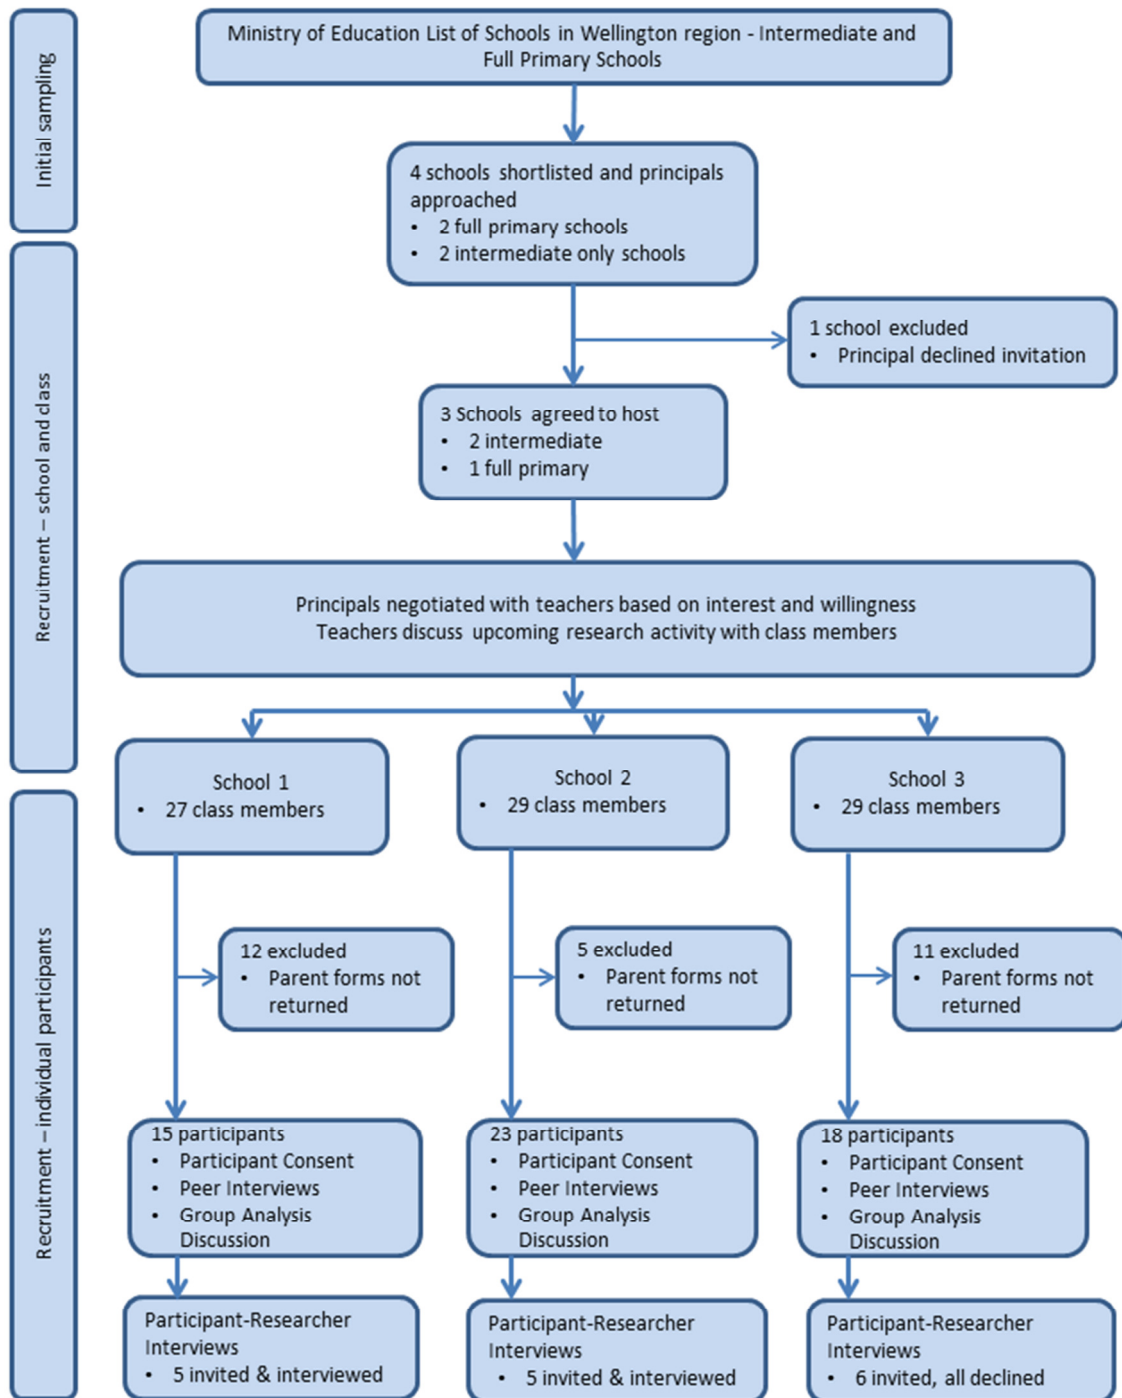 Initial sampling
Ministry of Education List of Schools in Wellington region - Intermediate and
Full Primary Schools
4 schools shortlisted and principals
approached
• 2 full primary schools
• 2 intermediate only schools
Recruitment – school and class
1 school excluded
• Principal declined invitation
3 Schools agreed to host
• 2 intermediate
• 1 full primary
Principals negotiated with teachers based on interest and willingness
Teachers discuss upcoming research activity with class members
School 1
• 27 class members
School 2
• 29 class members
School 3
• 29 class members
Recruitment – individual participants
12 excluded
• Parent forms not
returned
5 excluded
• Parent forms not
returned
11 excluded
• Parent forms not
returned
15 participants
• Participant Consent
• Peer Interviews
• Group Analysis
Discussion
23 participants
• Participant Consent
• Peer Interviews
• Group Analysis
Discussion
18 participants
• Participant Consent
• Peer Interviews
• Group Analysis
Discussion
Participant-Researcher
Interviews
• 5 invited & interviewed
Participant-Researcher
Interviews
• 5 invited & interviewed
Participant-Researcher
Interviews
• 6 invited, all declined